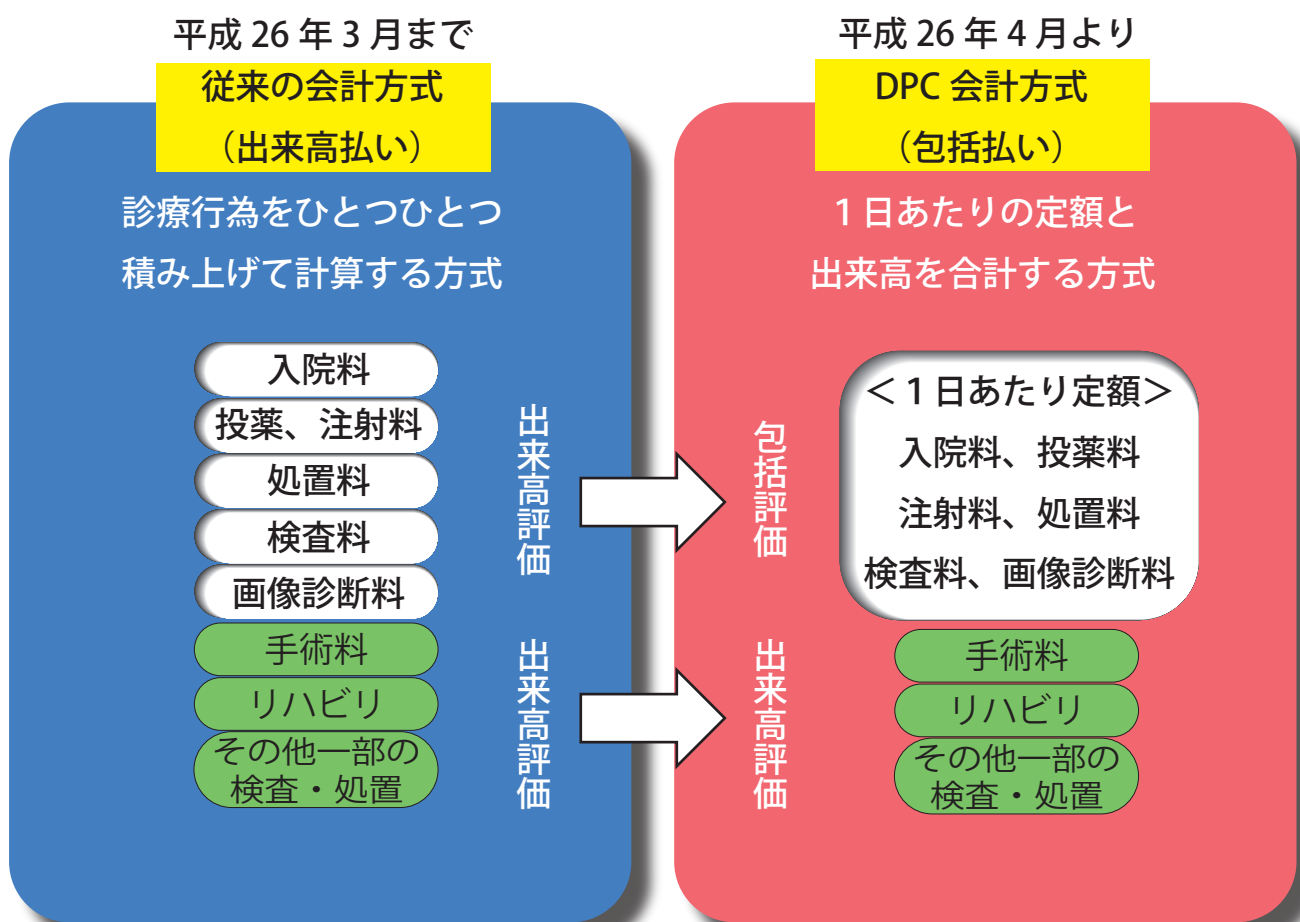 平成 26 年 3 月まで
従来の会計方式
（出来高払い）
診療行為をひとつひとつ
積み上げて計算する方式
入院料
投薬、注射料
処置料
検査料
画像診断料
手術料
リハビリ
その他一部の
検査・処置
出来高評価
出来高評価
平成 26 年 4 月より
DPC 会計方式
（包括払い）
1 日あたりの定額と
出来高を合計する方式
包括評価
出来高評価
＜ 1 日あたり定額＞
入院料、投薬料
注射料、処置料
検査料、画像診断料
手術料
リハビリ
その他一部の
検査・処置